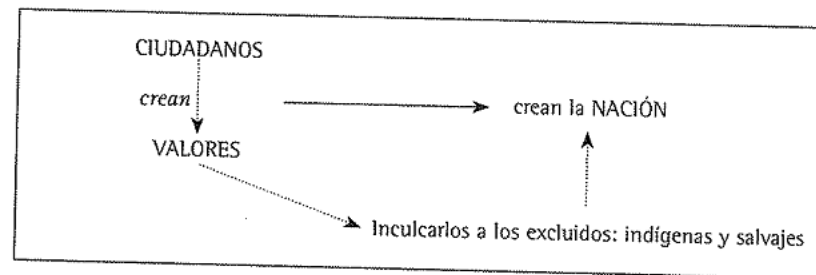 CIUDADANOS
crean
crean la NACIÓN
VALORES
Inculcarlos a los excluidos: indígenas y salvajes